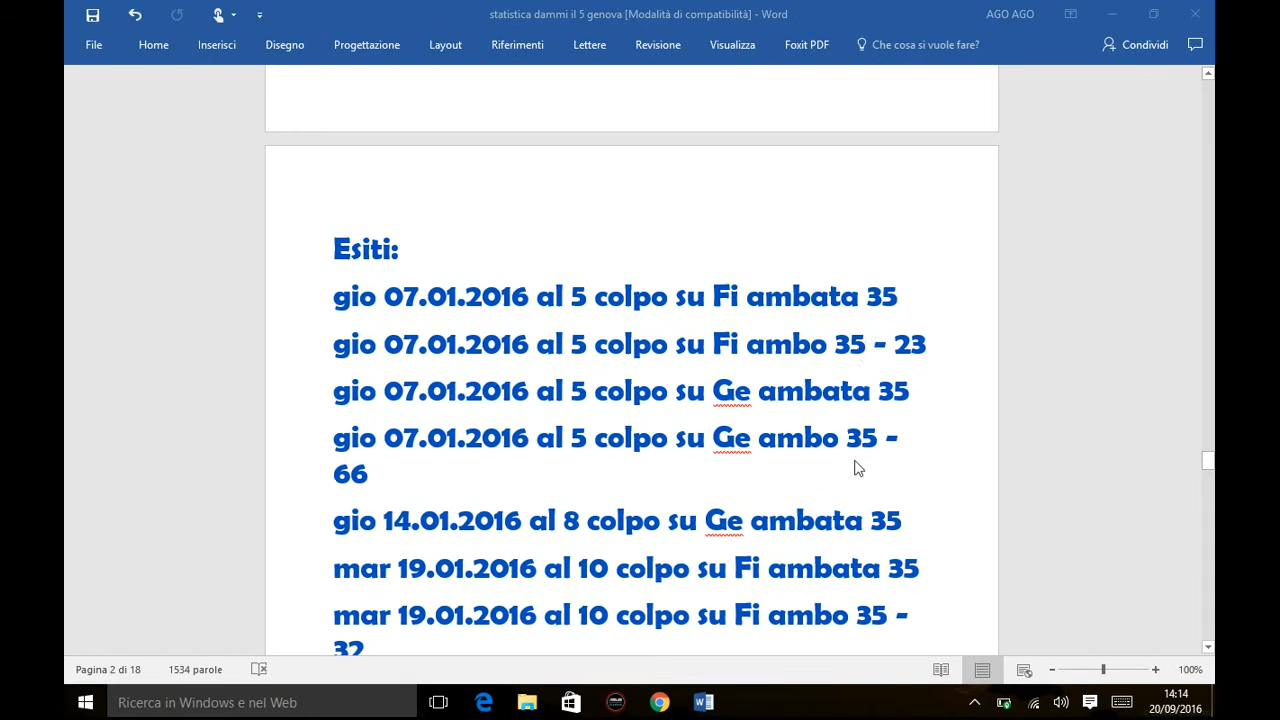 statistica dammi il 5 genova [Modalità di compatibilità] - Word
AGO AGO
File Home Inserisci Disegno Progettazione Layout Riferimenti Lettere Revisione Visualizza Foxit PDF Che cosa si vuole fare? Condividi
Esiti:
gio 07.01.2016 al 5 colpo su Fi ambata 35
gio 07.01.2016 al 5 colpo su Fi ambo 35 - 23
gio 07.01.2016 al 5 colpo su Ge ambata 35
gio 07.01.2016 al 5 colpo su Ge ambo 35 -
66
gio 14.01.2016 al 8 colpo su Ge ambata 35
mar 19.01.2016 al 10 colpo su Fi ambata 35
mar 19.01.2016 al 10 colpo su Fi ambo 35 -
32
Pagina 2 di 18 1534 parole 100%
Ricerca in Windows e nel Web
14:14
20/09/2016